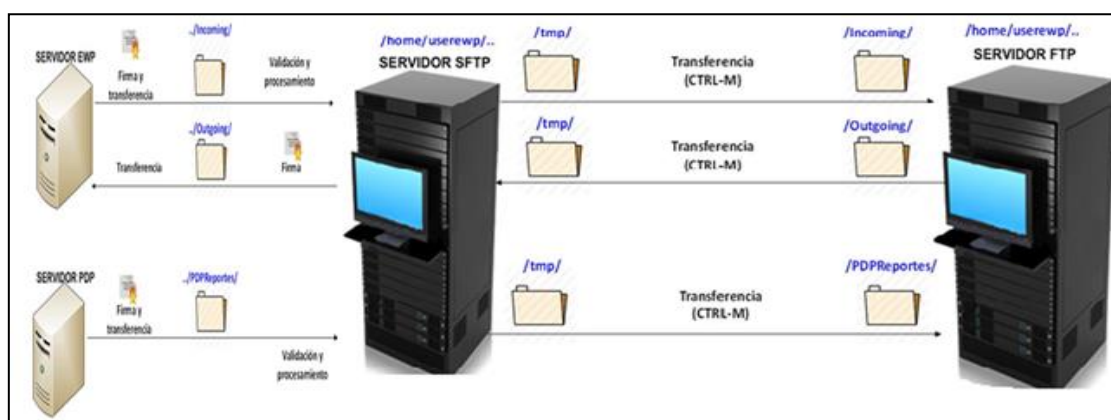 ../Incoming/
/home/userewp/..
/tmp/
/Incoming/
/home/userewp/..
SERVIDOR EWP
Firma y
transferencia
Validación y
procesamiento
SERVIDOR SFTP
Transferencia
(CTRL-M)
SERVIDOR FTP
../Outgoing/
/tmp/
/Outgoing/
Transferencia
Firma
Transferencia
(CTRL-M)
SERVIDOR PDP
../PDPReportes/
/tmp/
/PDPReportes/
Firma y
transferencia
Validación y
procesamiento
Transferencia
(CTRL-M)